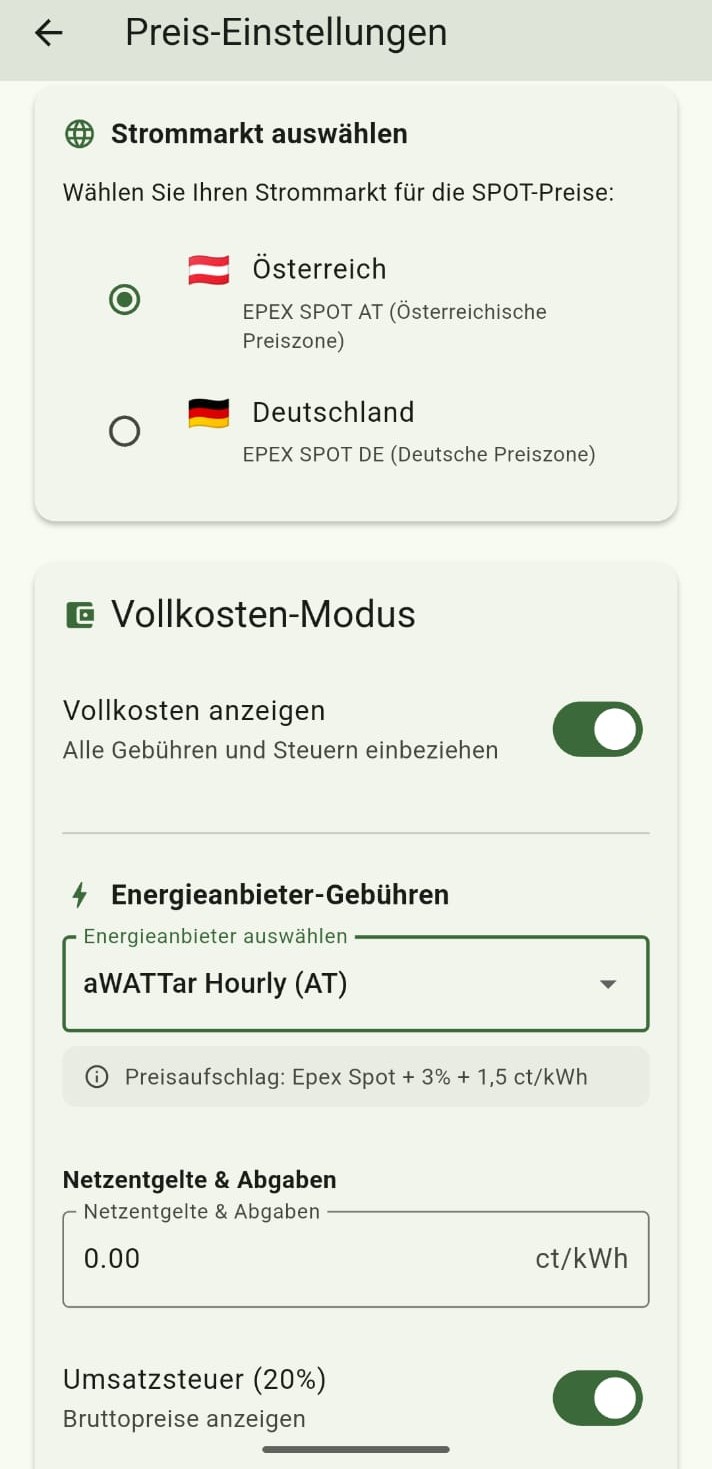 Preis-Einstellungen
Strommarkt auswählen
Wählen Sie Ihren Strommarkt für die SPOT-Preise:
Österreich
EPEX SPOT AT (Österreichische
Preiszone)
Deutschland
EPEX SPOT DE (Deutsche Preiszone)
Vollkosten-Modus
Vollkosten anzeigen
Alle Gebühren und Steuern einbeziehen
Energieanbieter-Gebühren
Energieanbieter auswählen
aWATTar Hourly (AT)
Preisaufschlag: Epex Spot + 3% + 1,5 ct/kWh
Netzentgelte & Abgaben
Netzentgelte & Abgaben
0.00 ct/kWh
Umsatzsteuer (20%)
Bruttopreise anzeigen